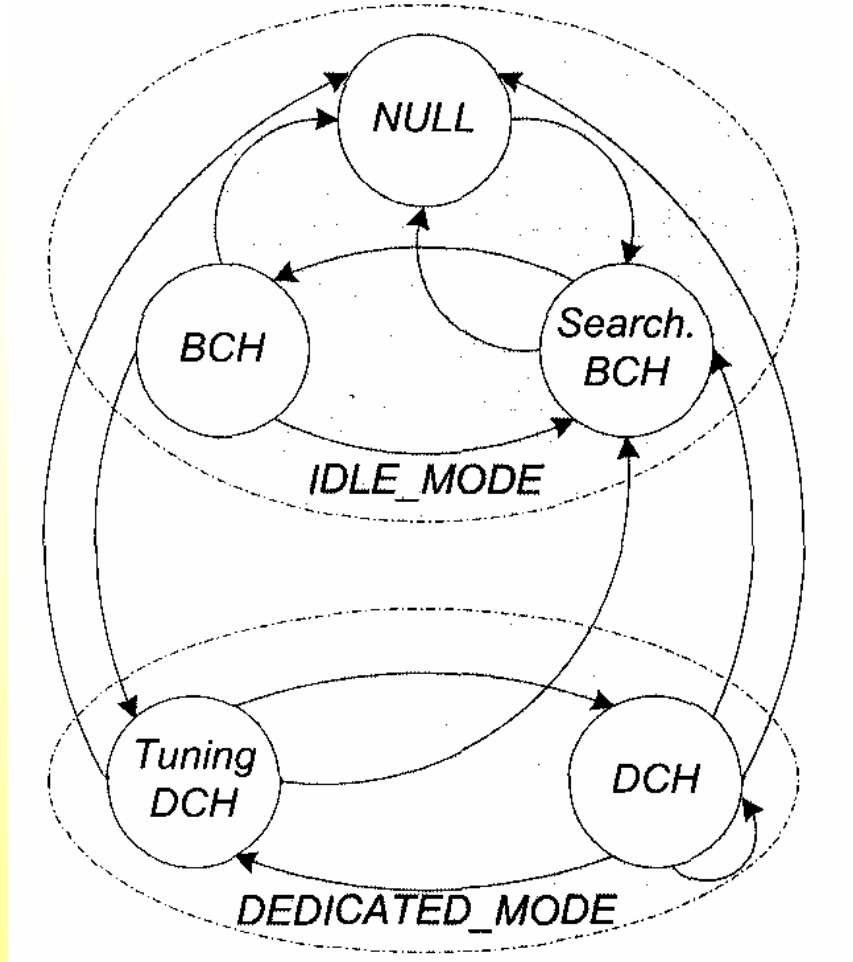 NULL
BCH
Search.
BCH
IDLE_MODE
Tuning
DCH
DCH
DEDICATED_MODE